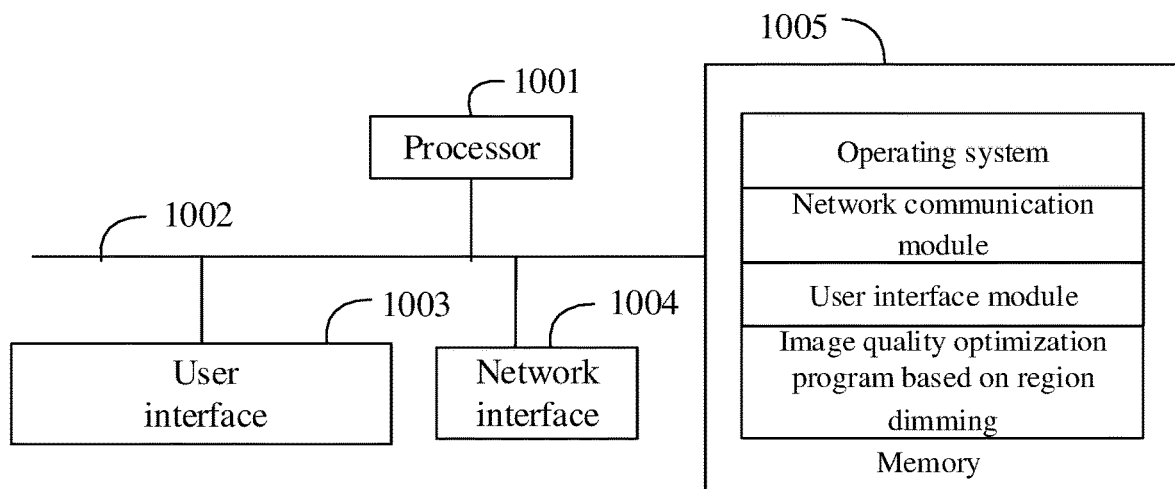 1005
1001
Processor
1002
1003
User
interface
1004
Network
interface
Operating system
Network communication
module
User interface module
Image quality optimization
program based on region
dimming
Memory